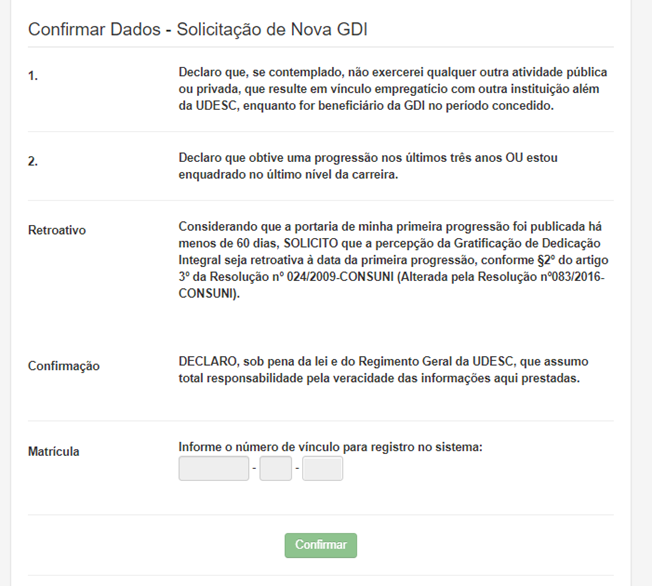 Confirmar Dados - Solicitação de Nova GDI
1.
Declaro que, se contemplado, não exercerei qualquer outra atividade pública
ou privada, que resulte em vínculo empregatício com outra instituição além
da UDESC, enquanto for beneficiário da GDI no período concedido.
2.
Declaro que obtive uma progressão nos últimos três anos OU estou
enquadrado no último nível da carreira.
Retroativo
Considerando que a portaria de minha primeira progressão foi publicada há
menos de 60 dias, SOLICITO que a percepção da Gratificação de Dedicação
Integral seja retroativa à data da primeira progressão, conforme §2º do artigo
3º da Resolução nº 024/2009-CONSUNI (Alterada pela Resolução nº083/2016-
CONSUNI).
Confirmação
DECLARO, sob pena da lei e do Regimento Geral da UDESC, que assumo
total responsabilidade pela veracidade das informações aqui prestadas.
Matrícula
Informe o número de vínculo para registro no sistema:
- -
Confirmar